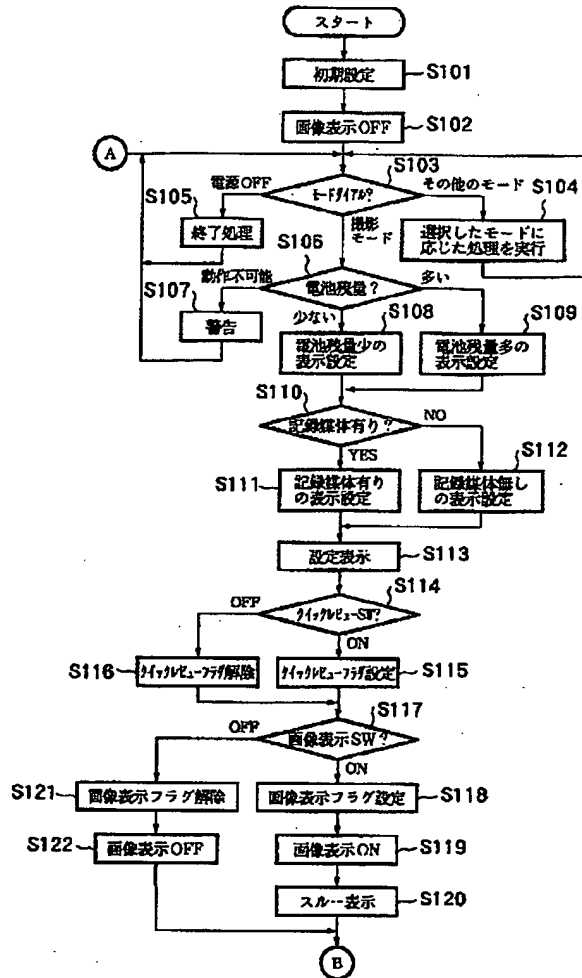 スタート
初期設定
S101
画像表示OFF
S102
A
S103
電源OFF
モードダイアル?
その他のモード
S104
S105
終了処理
撮影
モード
選択したモードに
応じた処理を実行
S106
動作不可能
電池残量?
多い
S107
警告
少ない
S108
S109
電池残量少の
表示設定
電池残量多の
表示設定
S110
記録媒体有り?
NO
YES
S112
S111
記録媒体有り
の表示設定
記録媒体無し
の表示設定
設定表示
S113
S114
OFF
クイックレビューSW?
ON
S116
クイックレビューフラグ解除
クイックレビューフラグ設定
S115
S117
OFF
画像表示SW?
ON
S121
画像表示フラグ解除
画像表示フラグ設定
S118
S122
画像表示OFF
画像表示ON
S119
スルー表示
S120
B